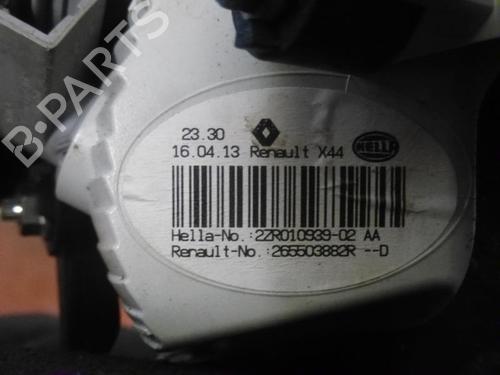 B-PARTS
23.30
16.04.13 Renault X44
HELLA
Hella-No.:2ZR010939-02 AA
Renault-No.:265503882R --D